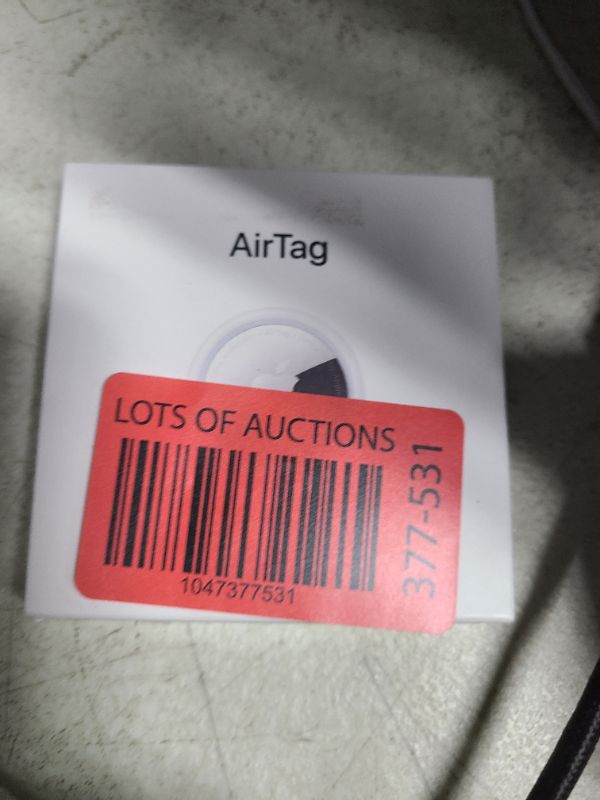 AirTag
LOTS OF AUCTIONS
1047377531
377-531